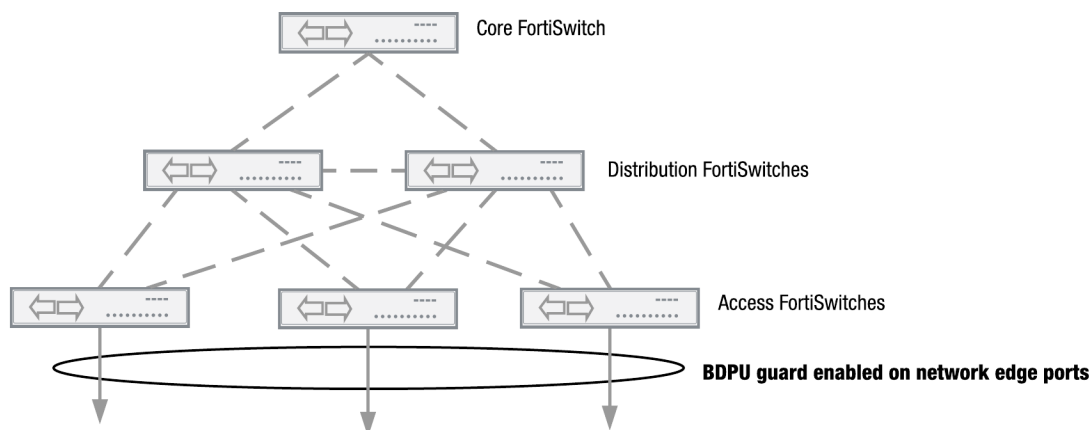 Core FortiSwitch
Distribution FortiSwitches
Access FortiSwitches
BDPU guard enabled on network edge ports